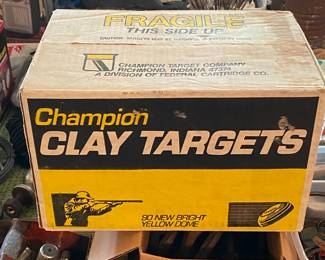 FRAGILE
THIS SIDE UP
CHAMPION TARGET COMPANY
RICHMOND, INDIANA 47374
A DIVISION OF FEDERAL CARTRIDGE CO.
Champion
CLAY TARGETS
90 NEW BRIGHT
YELLOW DOME